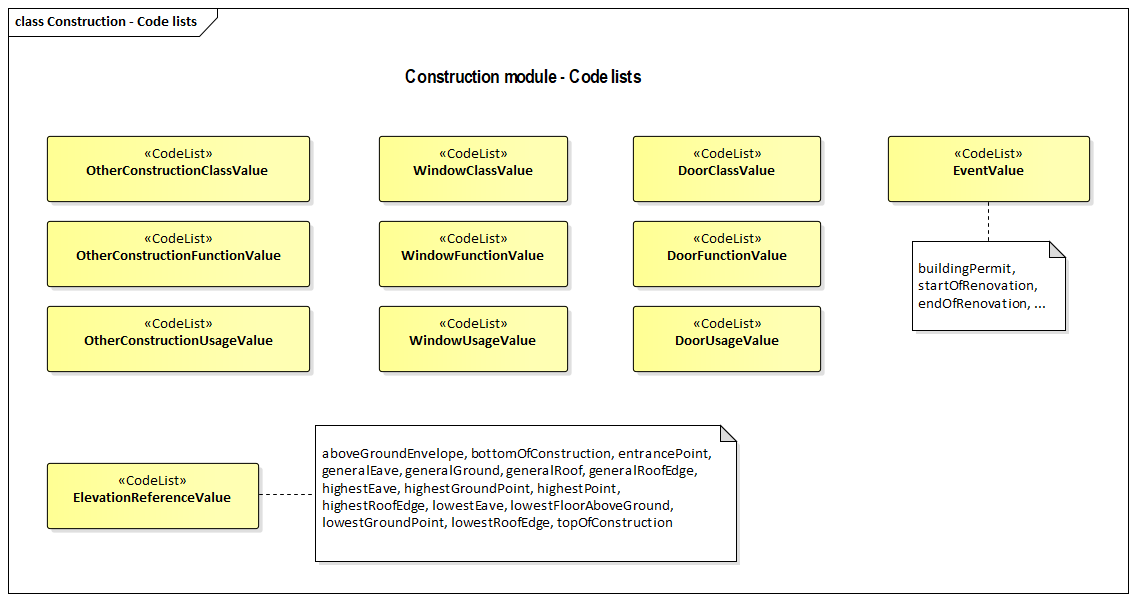 class Construction - Code lists
Construction module - Code lists
«CodeList»
OtherConstructionClassValue
«CodeList»
WindowClassValue
«CodeList»
DoorClassValue
«CodeList»
EventValue
«CodeList»
OtherConstructionFunctionValue
«CodeList»
WindowFunctionValue
«CodeList»
DoorFunctionValue
buildingPermit,
startOfRenovation,
endOfRenovation, ...
«CodeList»
OtherConstructionUsageValue
«CodeList»
WindowUsageValue
«CodeList»
DoorUsageValue
«CodeList»
ElevationReferenceValue
aboveGroundEnvelope, bottomOfConstruction, entrancePoint,
generalEave, generalGround, generalRoof, generalRoofEdge,
highestEave, highestGroundPoint, highestPoint,
highestRoofEdge, lowestEave, lowestFloorAboveGround,
lowestGroundPoint, lowestRoofEdge, topOfConstruction